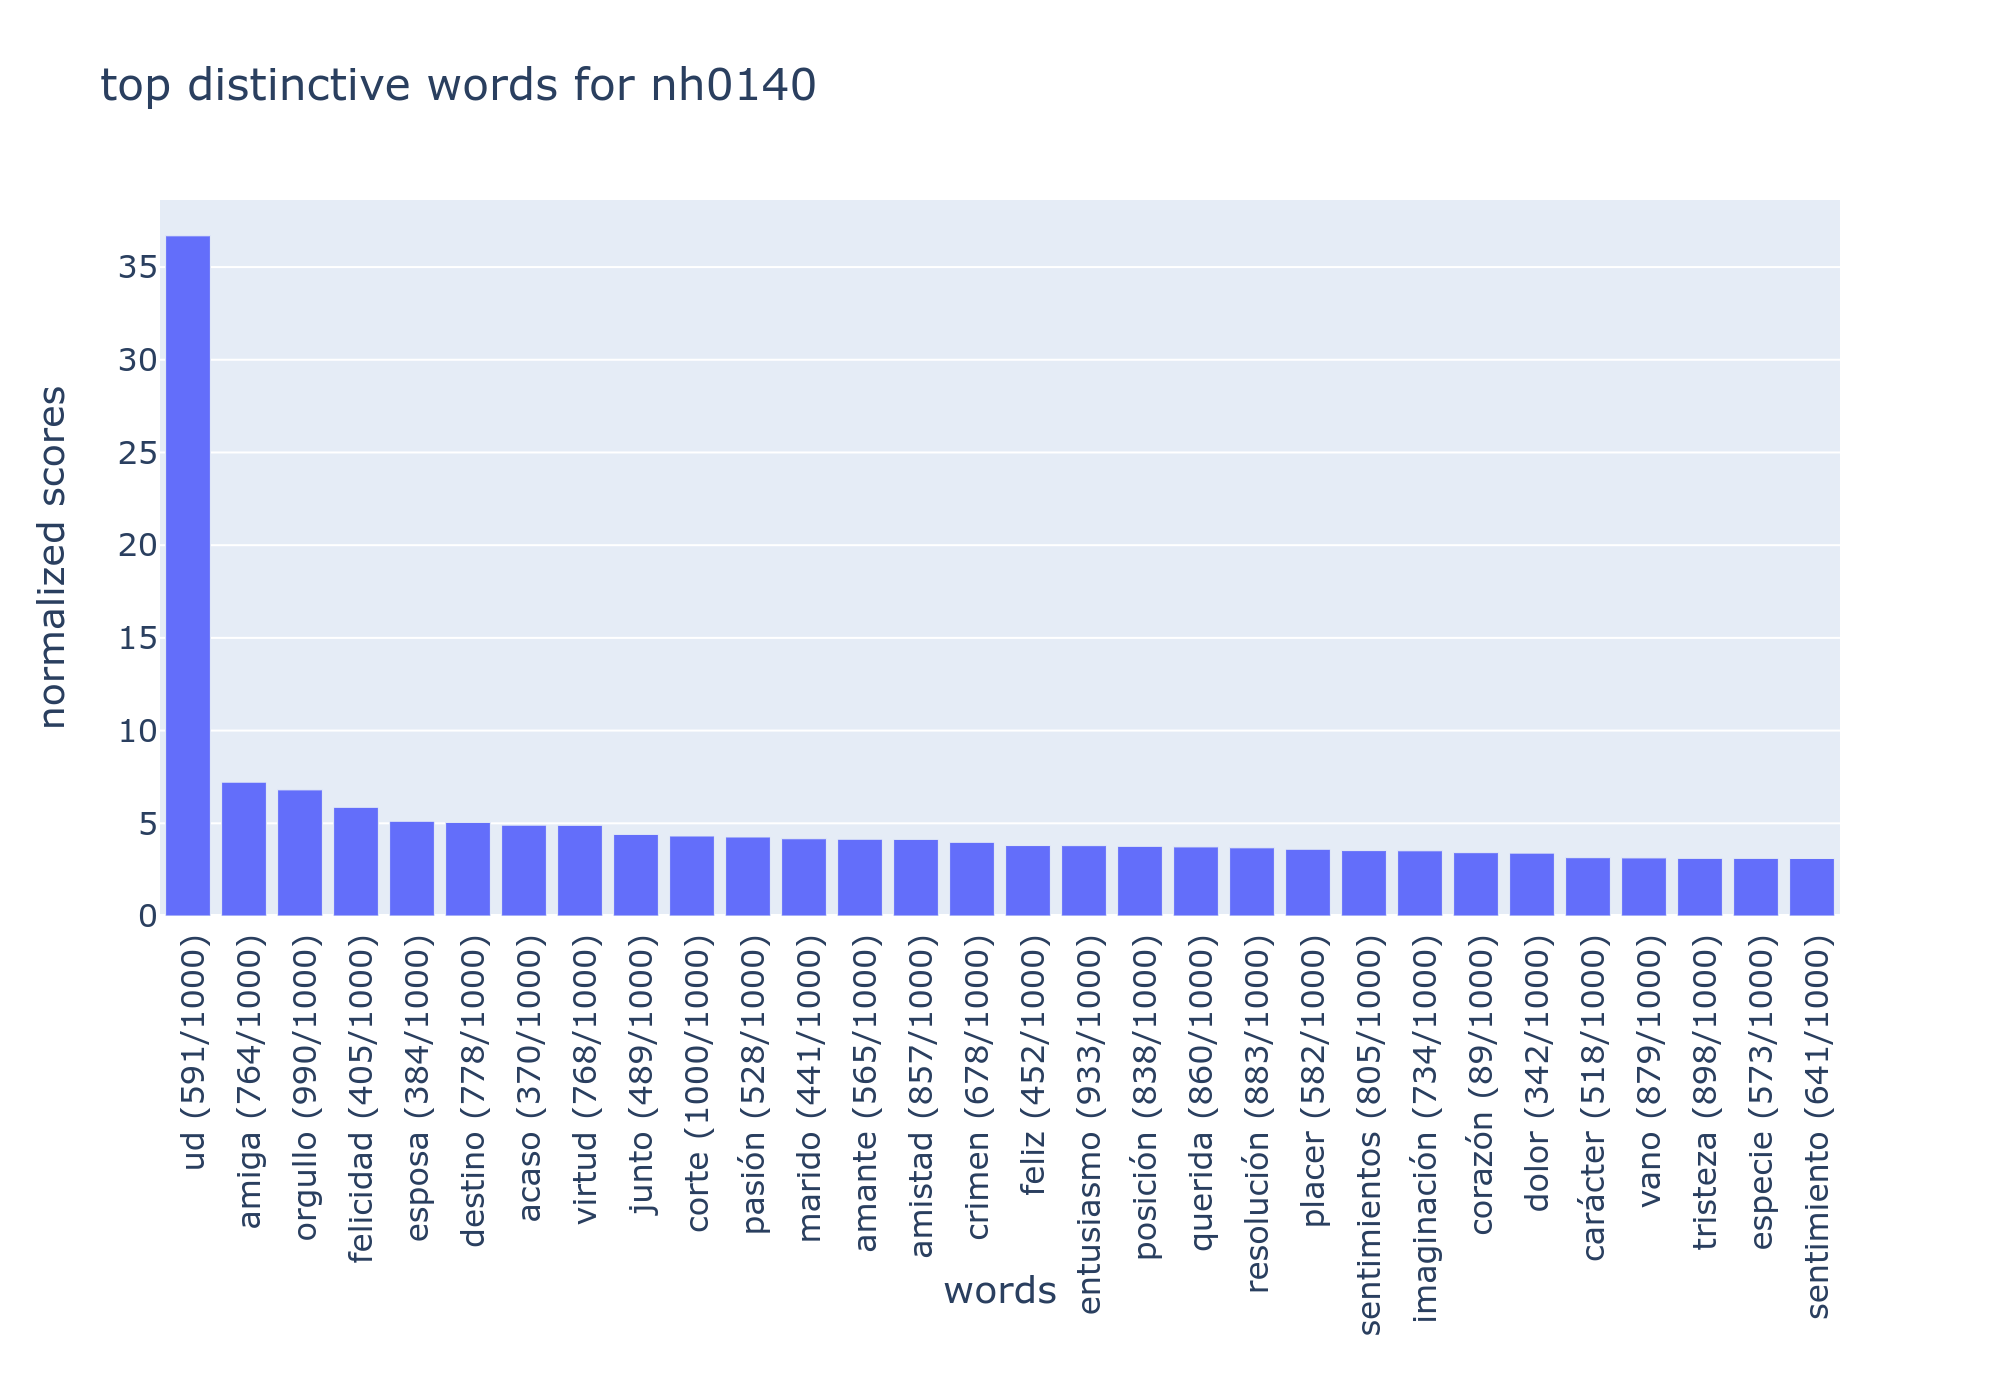 top distinctive words for nh0140
normalized scores
35
30
25
20
15
10
5
0
ud (591/1000)
amiga (764/1000)
orgullo (990/1000)
felicidad (405/1000)
esposa (384/1000)
destino (778/1000)
acaso (370/1000)
virtud (768/1000)
junto (489/1000)
corte (1000/1000)
pasión (528/1000)
marido (441/1000)
amante (565/1000)
amistad (857/1000)
crimen (678/1000)
feliz (452/1000)
entusiasmo (933/1000)
posición (838/1000)
querida (860/1000)
resolución (883/1000)
placer (582/1000)
sentimientos (805/1000)
imaginación (734/1000)
corazón (89/1000)
dolor (342/1000)
carácter (518/1000)
vano (879/1000)
tristeza (898/1000)
especie (573/1000)
sentimiento (641/1000)
words